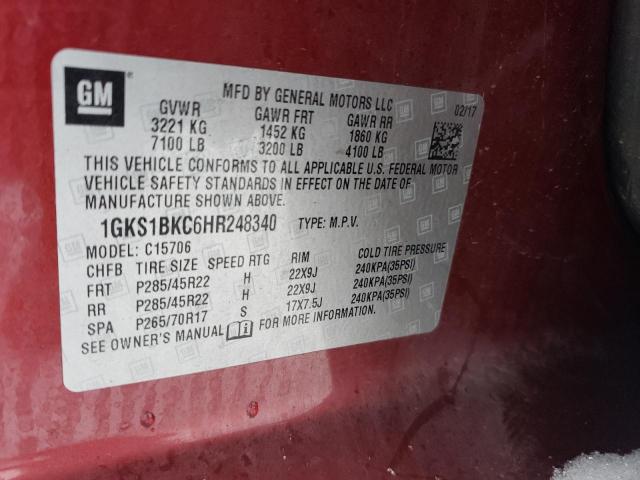 GM
MFD BY GENERAL MOTORS LLC
02/17
GVWR GAWR FRT GAWR RR
3221 KG 1452 KG 1860 KG
7100 LB 3200 LB 4100 LB
THIS VEHICLE CONFORMS TO ALL APPLICABLE U.S. FEDERAL MOTOR
VEHICLE SAFETY STANDARDS IN EFFECT ON THE DATE OF
MANUFACTURE SHOWN ABOVE.
1GKS1BKC6HR248340 TYPE: M.P.V.
MODEL: C15706
CHFB TIRE SIZE SPEED RTG RIM COLD TIRE PRESSURE
FRT P285/45R22 H 22X9J 240KPA(35PSI)
RR P285/45R22 H 22X9J 240KPA(35PSI)
SPA P265/70R17 S 17X7.5J 240KPA(35PSI)
SEE OWNER'S MANUAL FOR MORE INFORMATION.